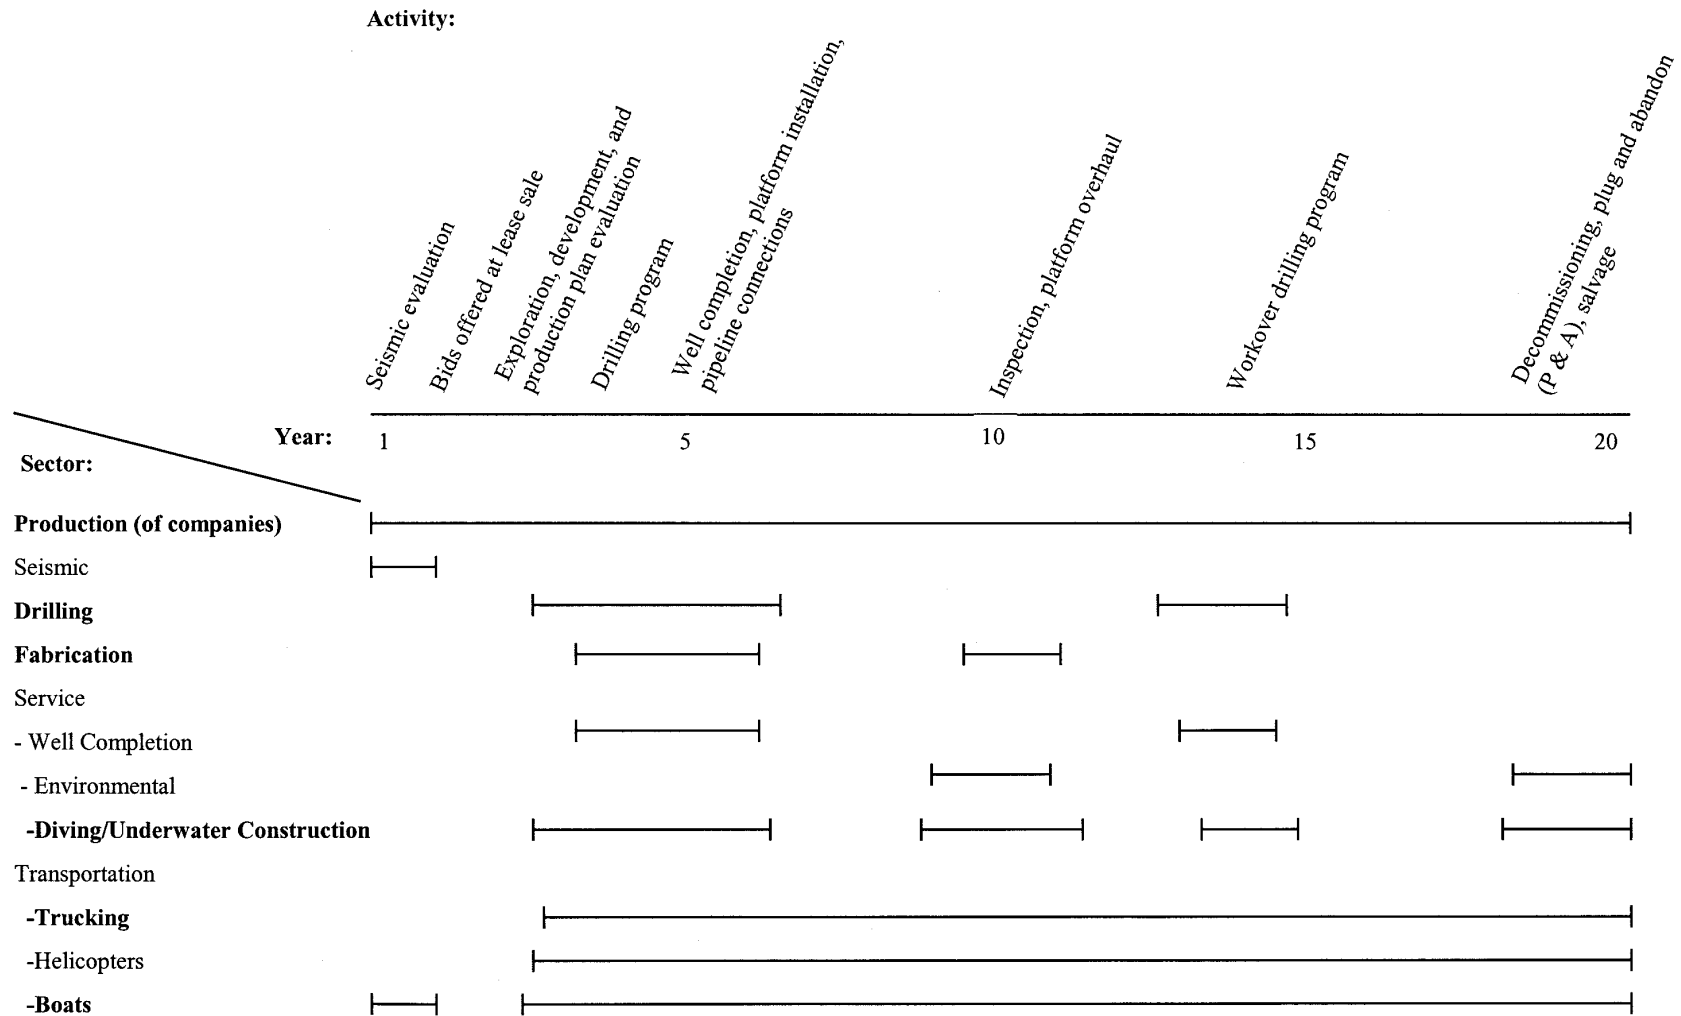 Activity:
Seismic evaluation
Bids offered at lease sale
Exploration, development, and
production plan evaluation
Drilling program
Well completion, platform installation,
pipeline connections
Inspection, platform overhaul
Workover drilling program
Decommissioning, plug and abandon
(P & A), salvage
Year: 1 5 10 15 20
Sector:
Production (of companies)
Seismic
Drilling
Fabrication
Service
- Well Completion
- Environmental
-Diving/Underwater Construction
Transportation
-Trucking
-Helicopters
-Boats